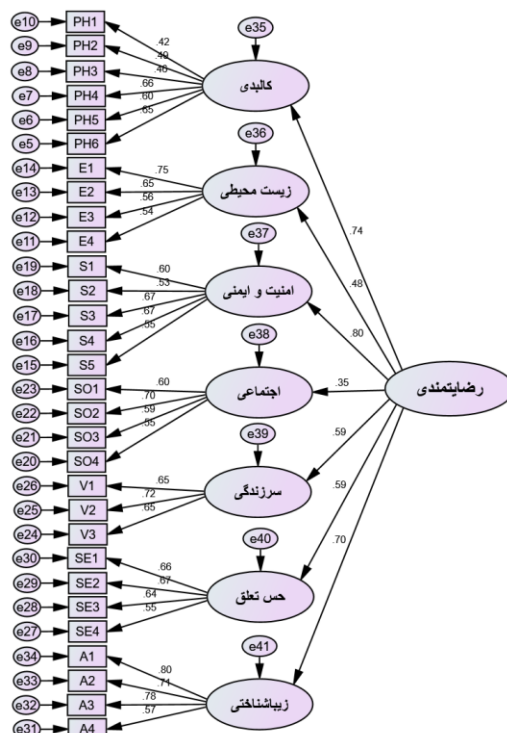 e10 PH1
.42
e9 PH2
.49
e8 PH3
.46
e7 PH4
.66
e6 PH5
.60
e5 PH6
.65
e35
کالبدی
.74
e14 E1
.75
e13 E2
.65
e12 E3
.56
e11 E4
.54
e36
زیست محیطی
.48
e19 S1
.60
e18 S2
.53
e17 S3
.67
e16 S4
.67
e15 S5
.55
e37
امنیت و ایمنی
.80
e23 SO1
.60
e22 SO2
.70
e21 SO3
.59
e20 SO4
.55
e38
اجتماعی
.35
رضایتمندی
e26 V1
.65
e25 V2
.72
e24 V3
.65
e39
سرزندگی
.59
e30 SE1
.66
e29 SE2
.67
e28 SE3
.64
e27 SE4
.55
e40
حس تعلق
.59
e34 A1
.80
e33 A2
.71
e32 A3
.78
e31 A4
.57
e41
زیباشناختی
.70